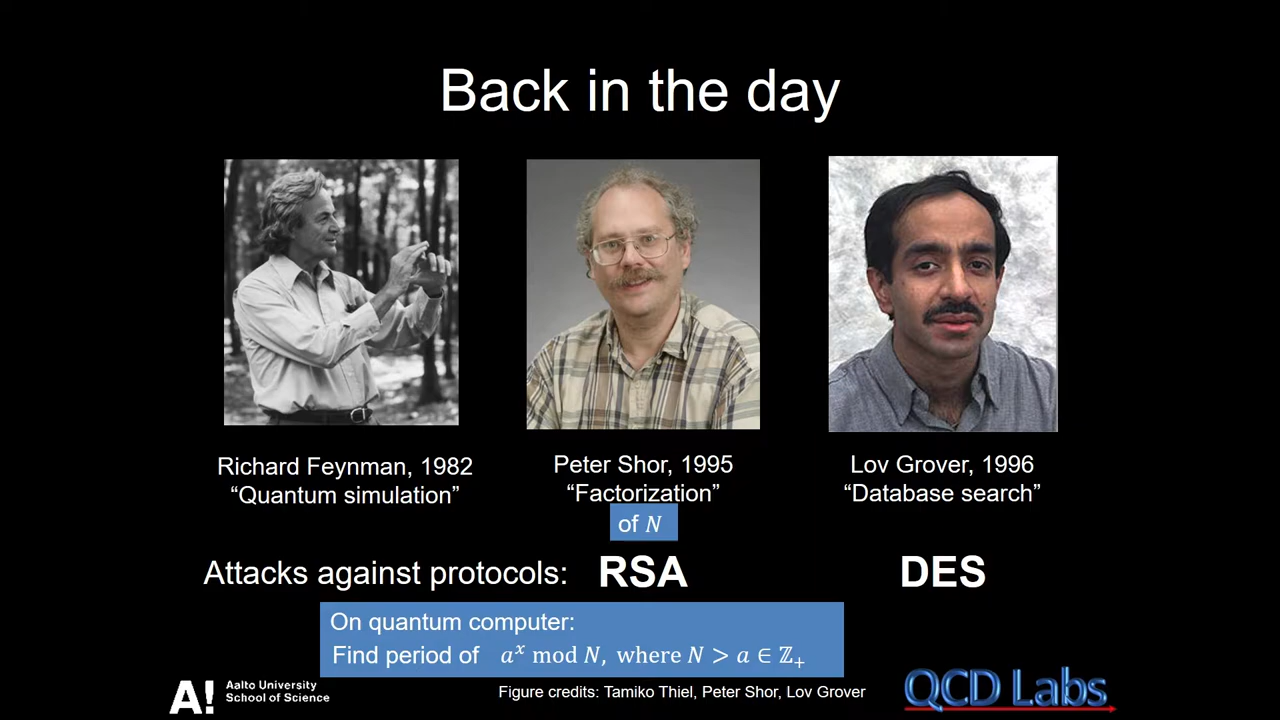 Back in the day
Richard Feynman, 1982
“Quantum simulation”
Peter Shor, 1995
“Factorization”
of N
Lov Grover, 1996
“Database search”
Attacks against protocols: RSA DES
On quantum computer:
Find period of aˣ mod N, where N > a ∈ ℤ₊
A! Aalto University
School of Science
Figure credits: Tamiko Thiel, Peter Shor, Lov Grover
QCD Labs